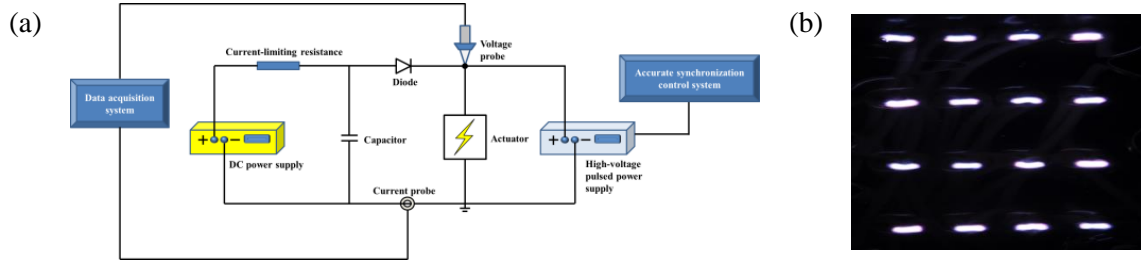 (a)
(b)
Current-limiting resistance
Voltage
probe
Diode
Accurate synchronization
control system
Data acquisition
system
+ −
DC power supply
Capacitor
Actuator
+ −
High-voltage
pulsed power
supply
Current probe